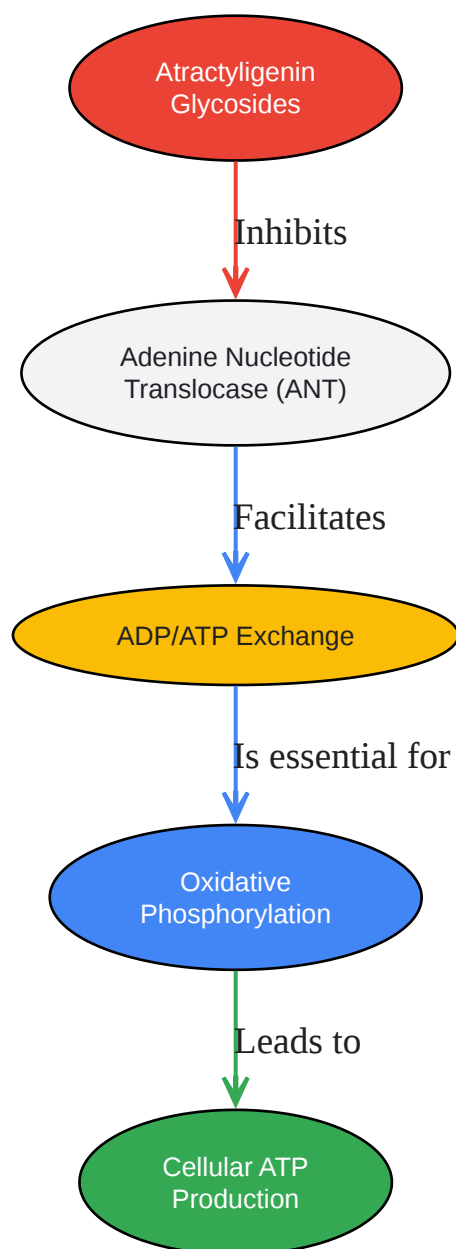 Atractyligenin
Glycosides
Inhibits
Adenine Nucleotide
Translocase (ANT)
Facilitates
ADP/ATP Exchange
Is essential for
Oxidative
Phosphorylation
Leads to
Cellular ATP
Production